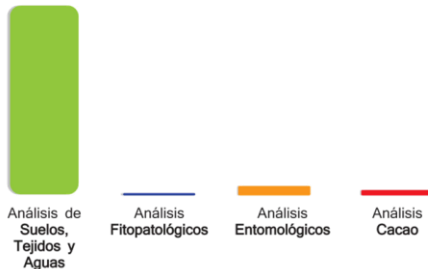 Análisis de
Suelos,
Tejidos y
Aguas
Análisis
Fitopatológicos
Análisis
Entomológicos
Análisis
Cacao